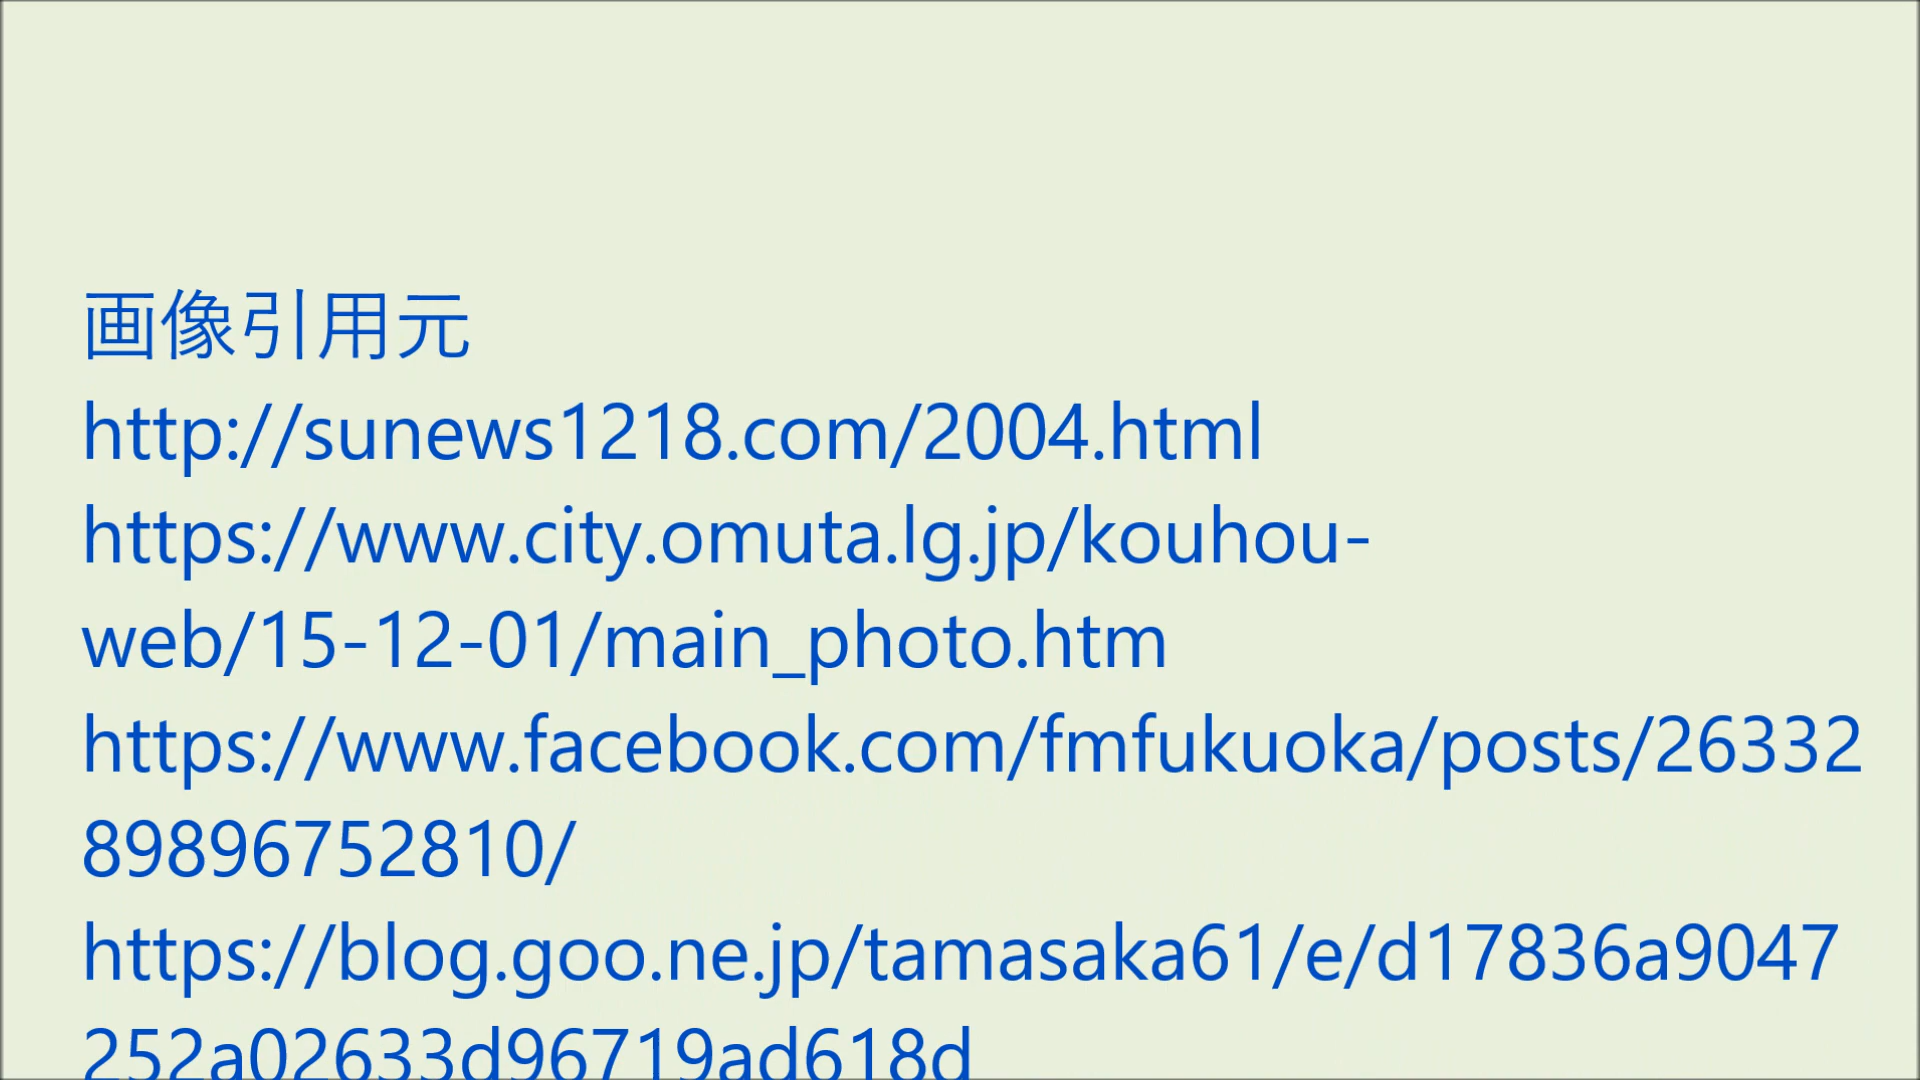 画像引用元
http://sunews1218.com/2004.html
https://www.city.omuta.lg.jp/kouhou-
web/15-12-01/main_photo.htm
https://www.facebook.com/fmfukuoka/posts/26332
89896752810/
https://blog.goo.ne.jp/tamasaka61/e/d17836a9047
252a02633d96719ad618d